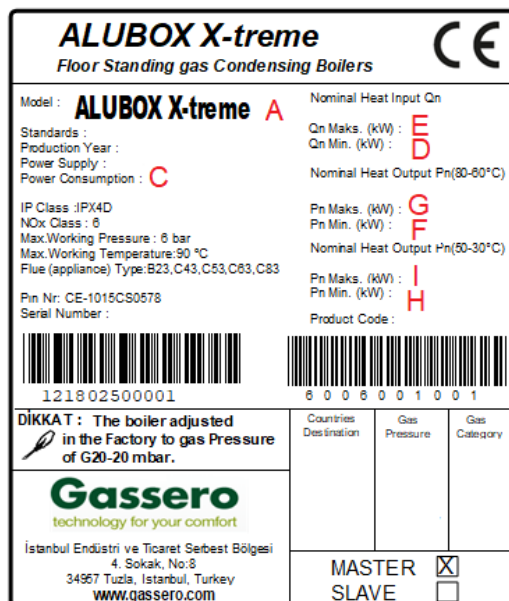 ALUBOX X-treme
Floor Standing gas Condensing Boilers
CE
Model : ALUBOX X-treme A
Standards :
Production Year :
Power Supply :
Power Consumption : C
IP Class :IPX4D
NOx Class : 6
Max.Working Pressure : 6 bar
Max.Working Temperature:90 °C
Flue (appliance) Type:B23,C43,C53,C63,C83
Pın Nr: CE-1015CS0578
Serial Number :
121802500001
Nominal Heat Input Qn
Qn Maks. (kW) : E
Qn Min. (kW) : D
Nominal Heat Output Pn(80-60°C)
Pn Maks. (kW) : G
Pn Min. (kW) : F
Nominal Heat Output Pn(50-30°C)
Pn Maks. (kW) : I
Pn Min. (kW) : H
Product Code :
6006001001
DİKKAT : The boiler adjusted
in the Factory to gas Pressure
of G20-20 mbar.
Countries
Destination
Gas
Pressure
Gas
Category
Gassero
technology for your comfort
İstanbul Endüstri ve Ticaret Serbest Bölgesi
4. Sokak, No:8
34957 Tuzla, Istanbul, Turkey
www.gassero.com
MASTER X
SLAVE